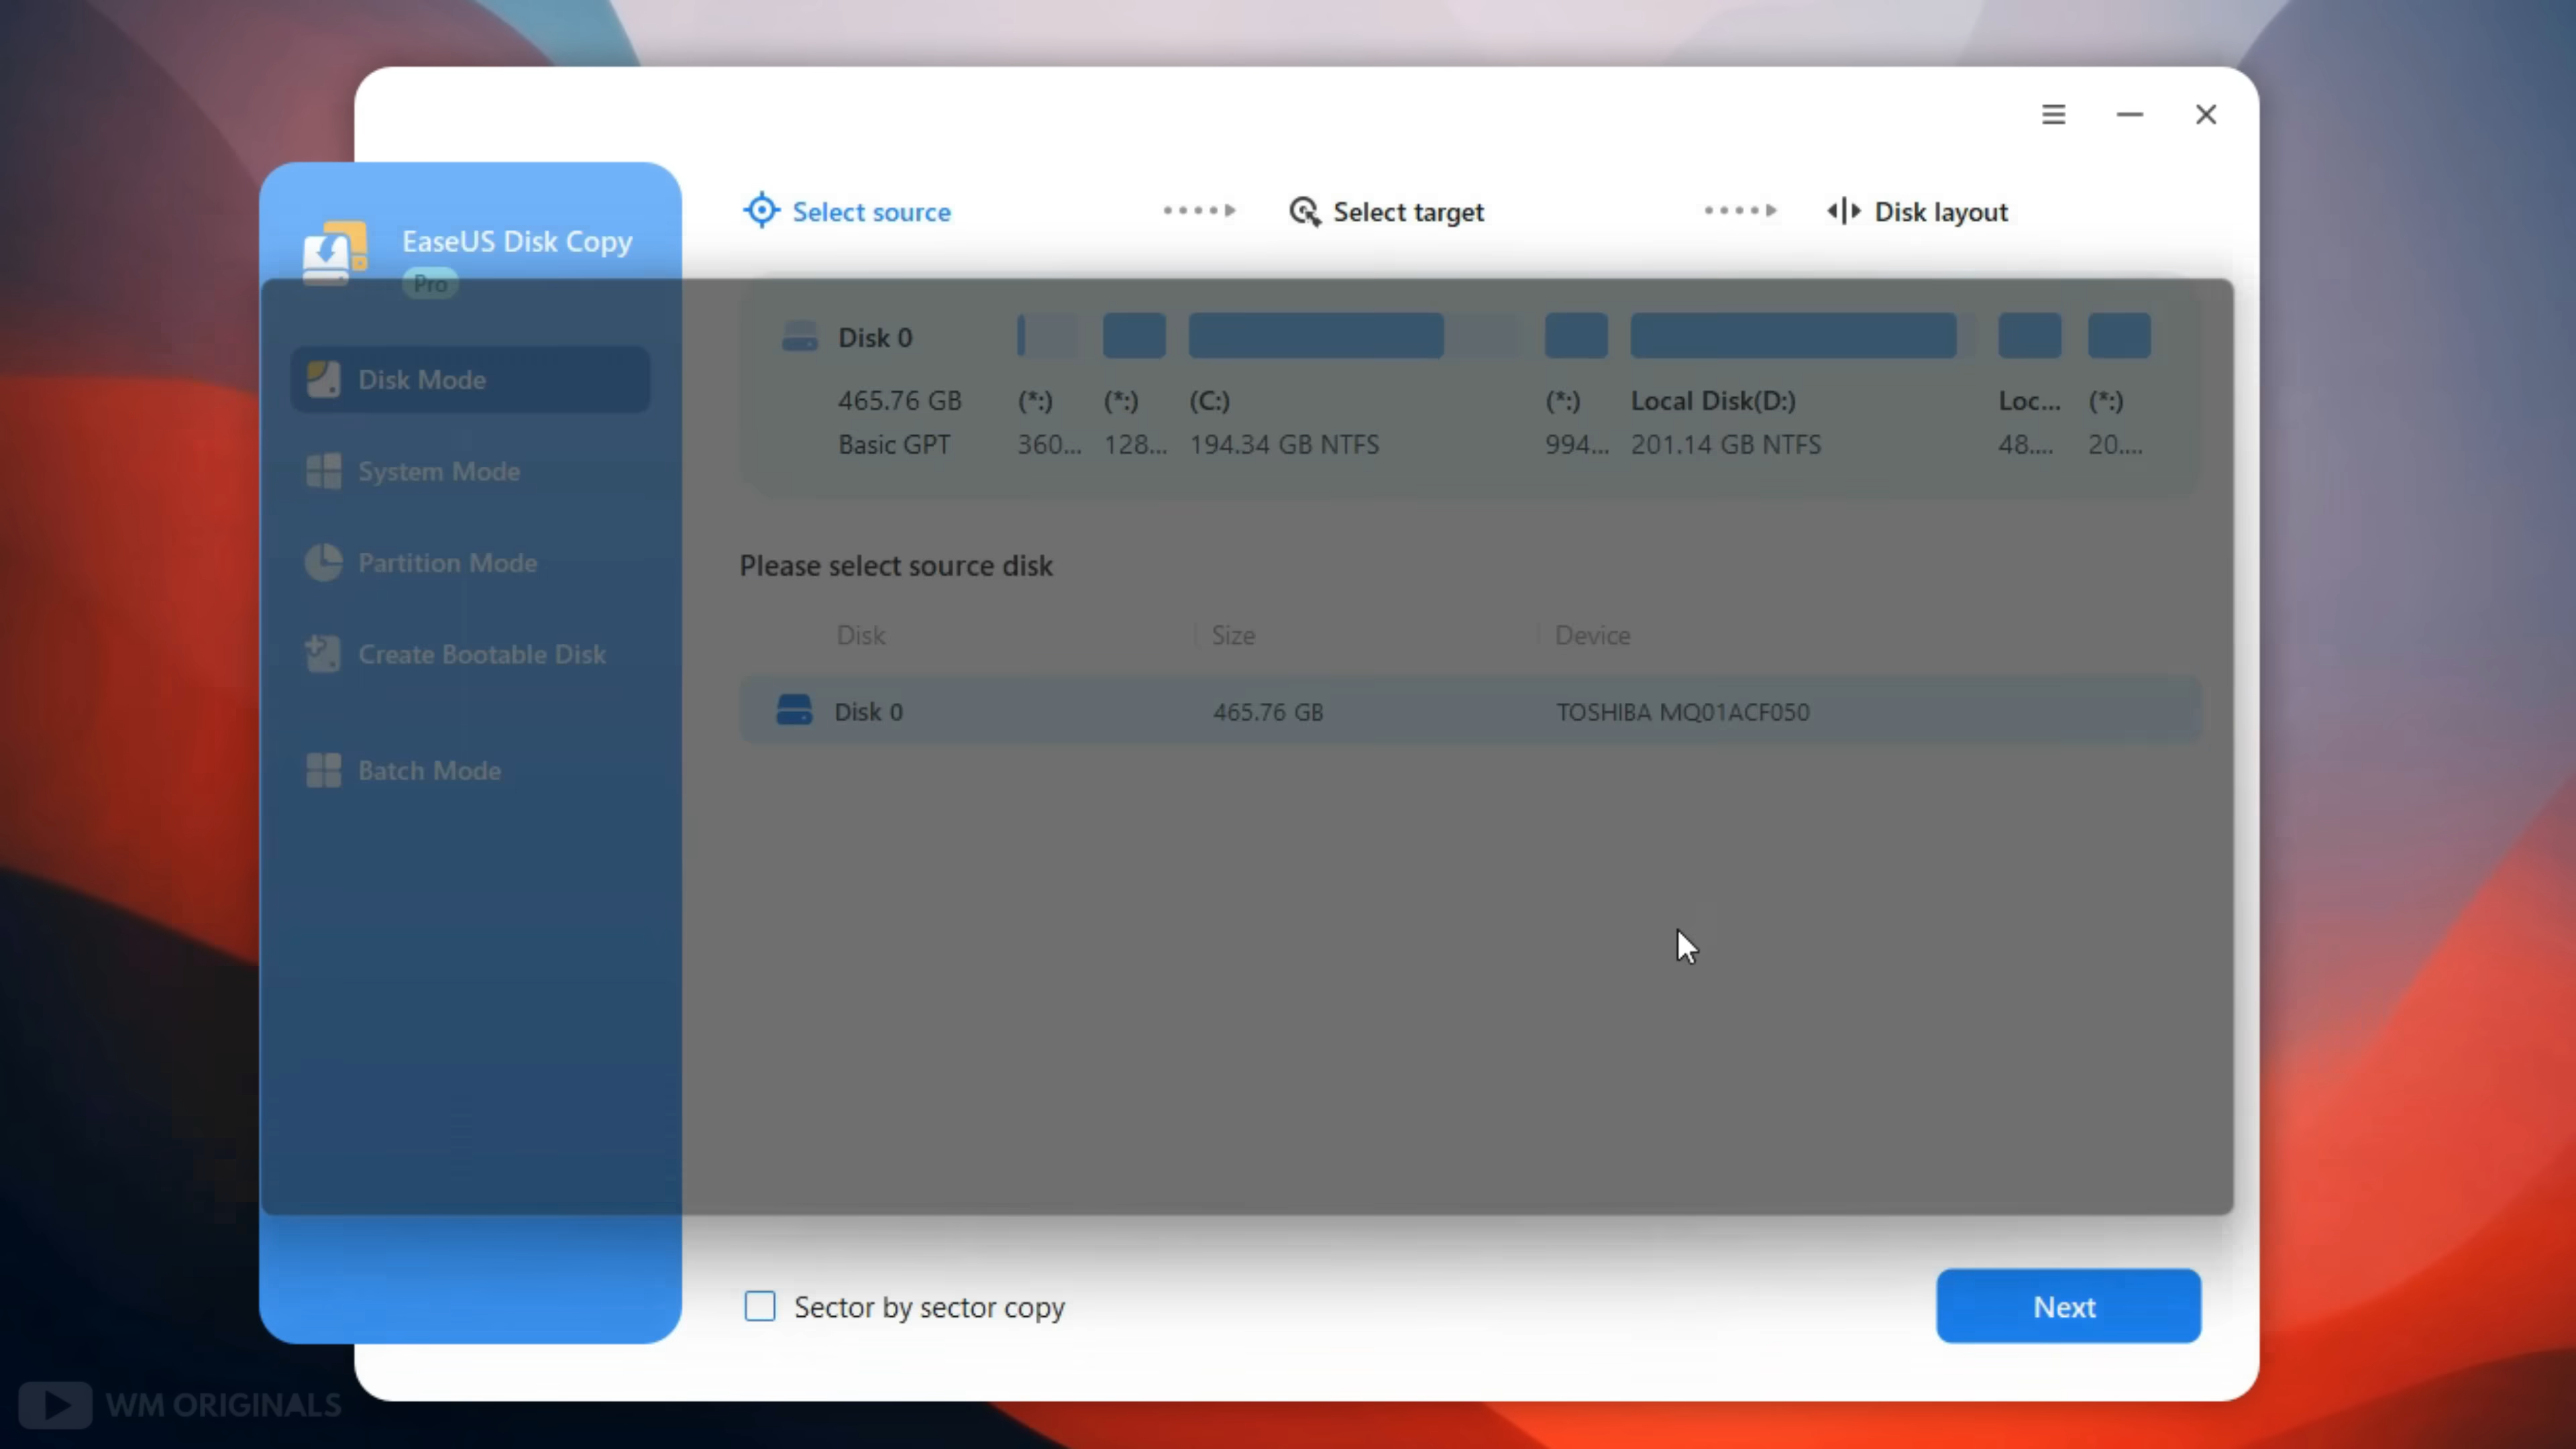 EaseUS Disk Copy
Pro
Disk Mode
System Mode
Partition Mode
Create Bootable Disk
Batch Mode
Select source
Select target
Disk layout
Disk 0
465.76 GB (*:) (*:) (C:) (*:) Local Disk(D:) Loc... (*:)
Basic GPT 360... 128... 194.34 GB NTFS 994... 201.14 GB NTFS 48.... 20....
Please select source disk
Disk Size Device
Disk 0 465.76 GB TOSHIBA MQ01ACF050
Sector by sector copy
Next
WM ORIGINALS